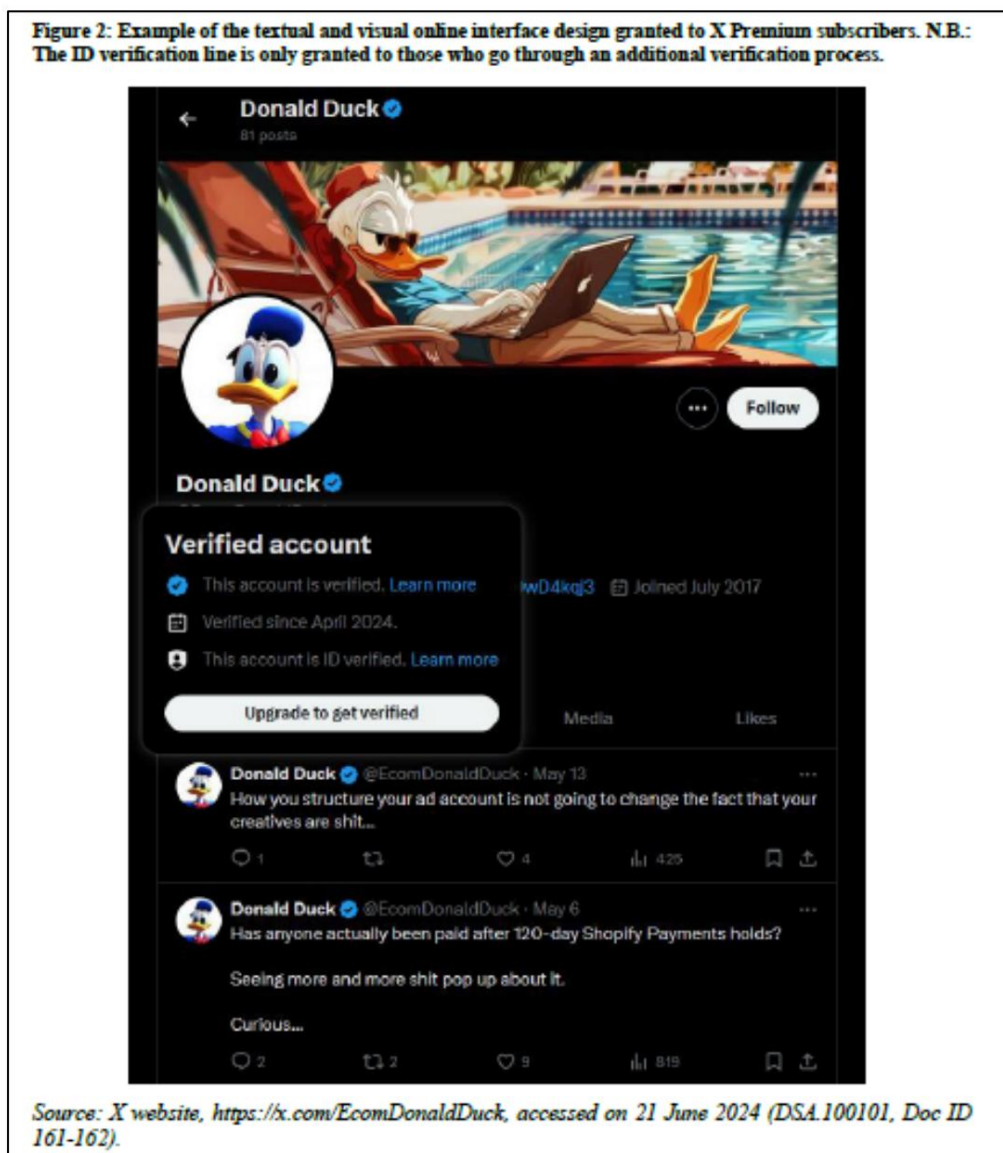 Figure 2: Example of the textual and visual online interface design granted to X Premium subscribers. N.B.:
The ID verification line is only granted to those who go through an additional verification process.
Donald Duck
81 posts
Follow
Donald Duck
Verified account
This account is verified. Learn more
wD4kqJ3 Joined July 2017
Verified since April 2024.
This account is ID verified. Learn more
Upgrade to get verified
Media Likes
Donald Duck @EcomDonaldDuck · May 13
How you structure your ad account is not going to change the fact that your
creatives are shit...
1 4 425
Donald Duck @EcomDonaldDuck · May 6
Has anyone actually been paid after 120-day Shopify Payments holds?
Seeing more and more shit pop up about it.
Curious...
2 2 9 819
Source: X website, https://x.com/EcomDonaldDuck, accessed on 21 June 2024 (DSA.100101, Doc ID
161-162).